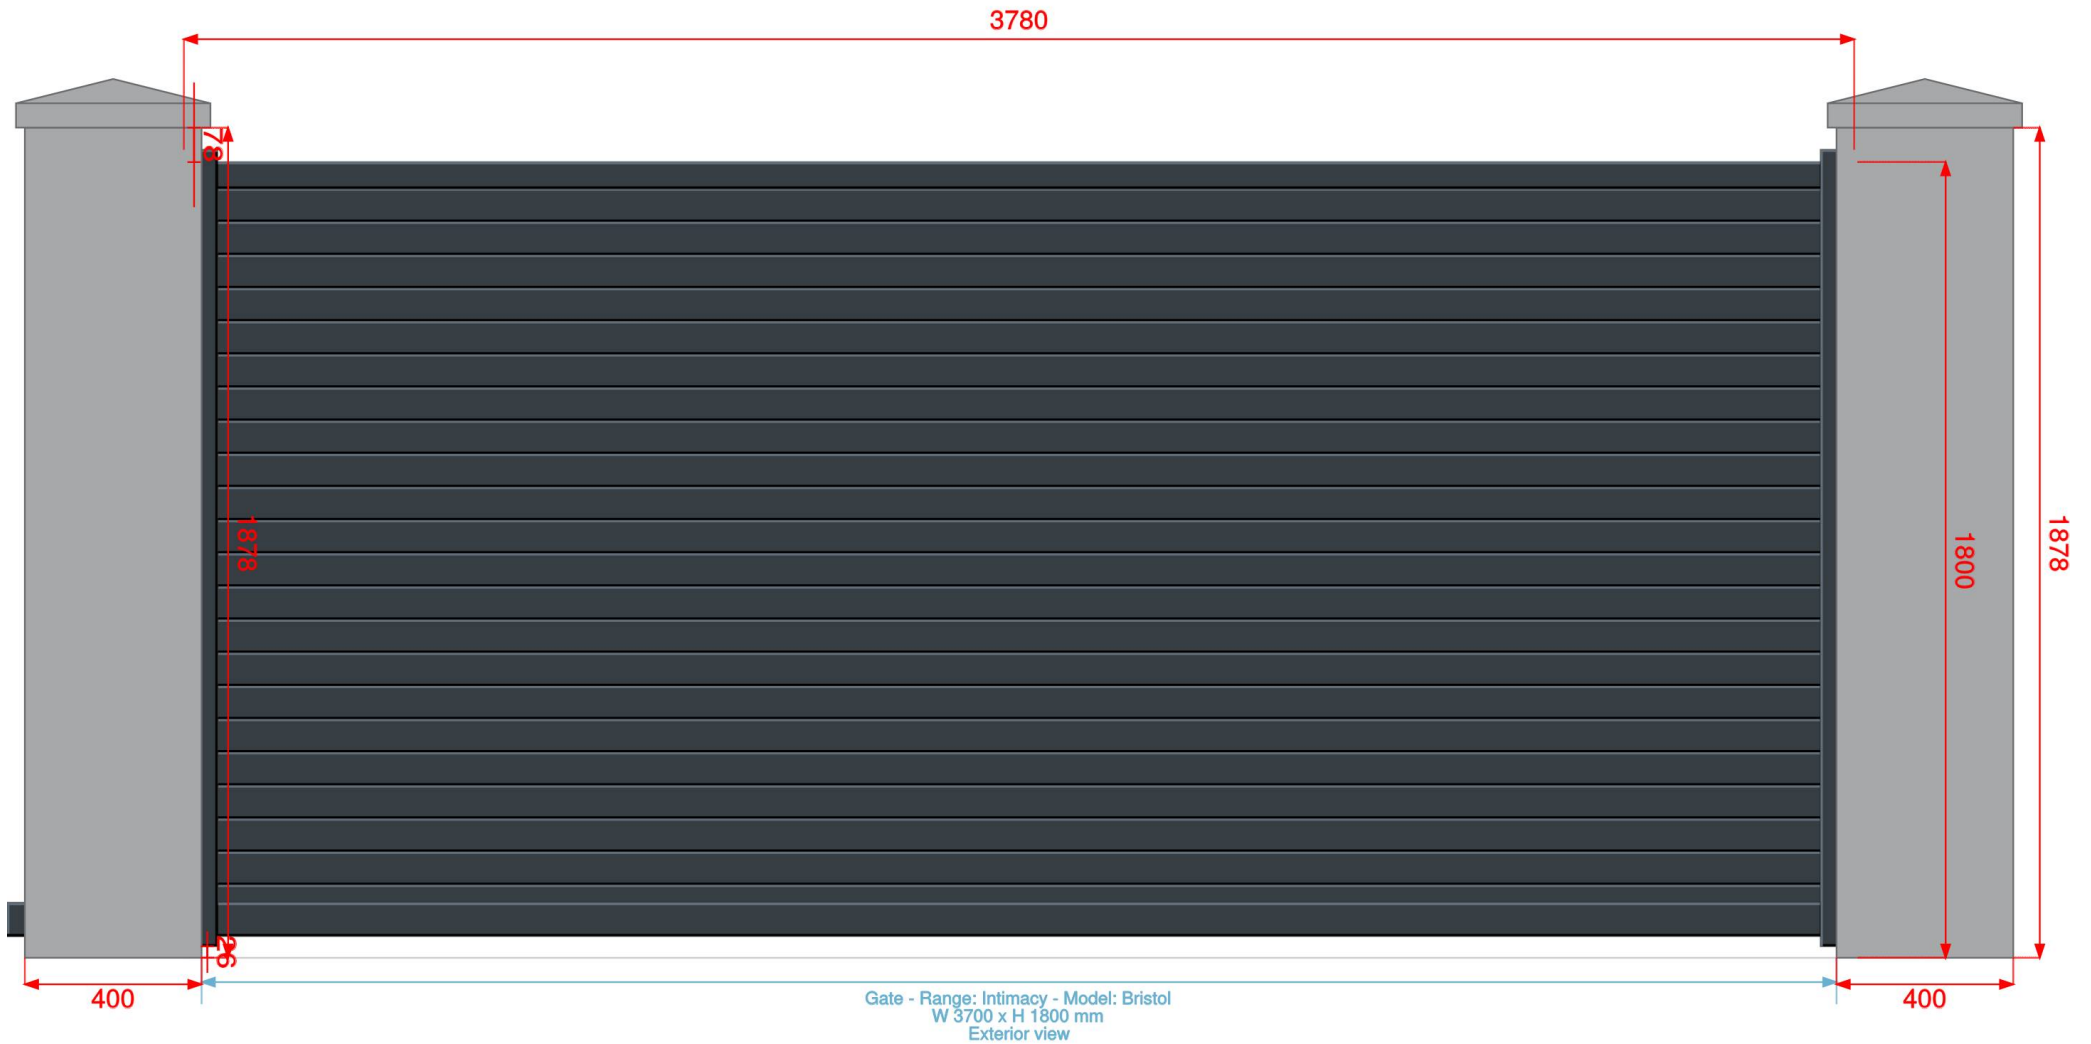 3780
78
1878
1800
1878
26
400
400
Gate - Range: Intimacy - Model: Bristol
W 3700 x H 1800 mm
Exterior view